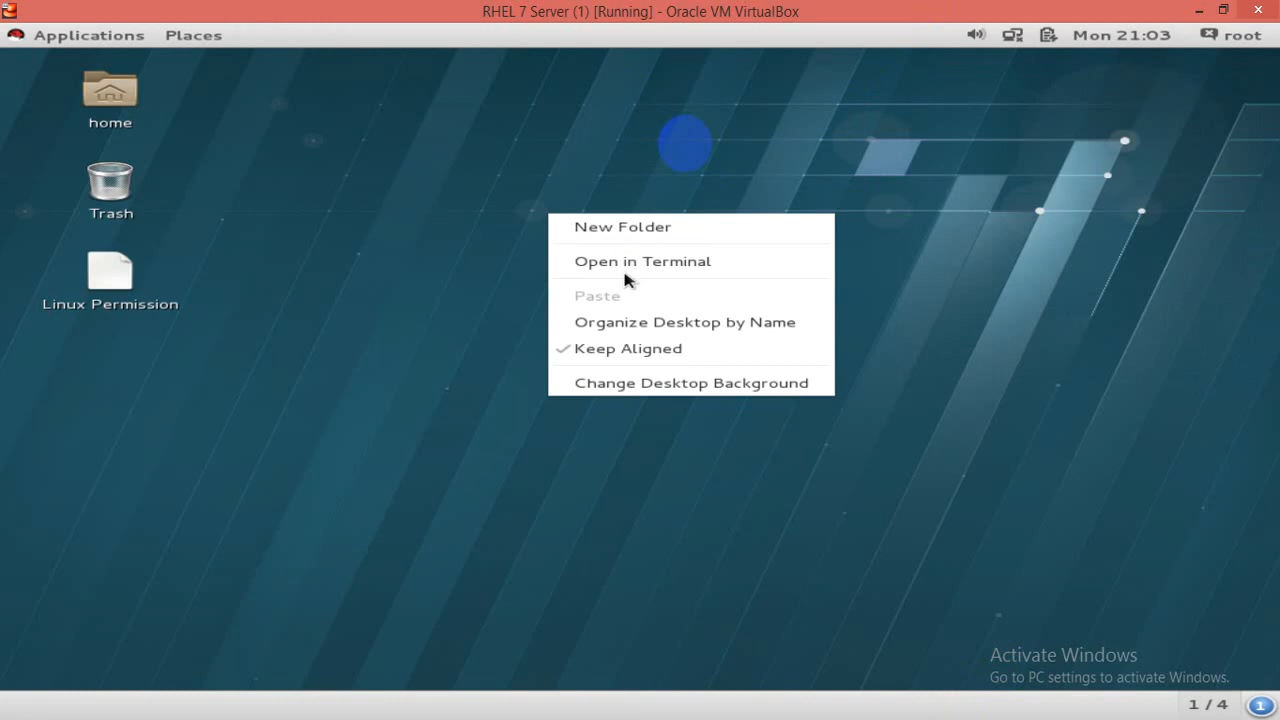 RHEL 7 Server (1) [Running] - Oracle VM VirtualBox
Applications Places Mon 21:03 root
home
Trash
Linux Permission
New Folder
Open in Terminal
Paste
Organize Desktop by Name
Keep Aligned
Change Desktop Background
Activate Windows
Go to PC settings to activate Windows.
1 / 4 1